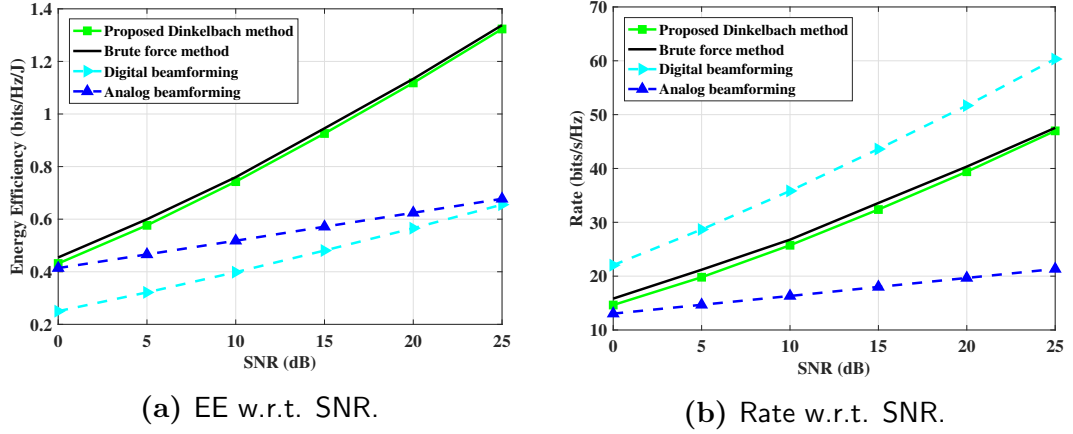 1.4
1.2
1
0.8
0.6
0.4
0.2
Energy Efficiency (bits/Hz/J)
Proposed Dinkelbach method
Brute force method
Digital beamforming
Analog beamforming
0 5 10 15 20 25
SNR (dB)
(a) EE w.r.t. SNR.
70
60
50
40
30
20
10
Rate (bits/s/Hz)
Proposed Dinkelbach method
Brute force method
Digital beamforming
Analog beamforming
0 5 10 15 20 25
SNR (dB)
(b) Rate w.r.t. SNR.